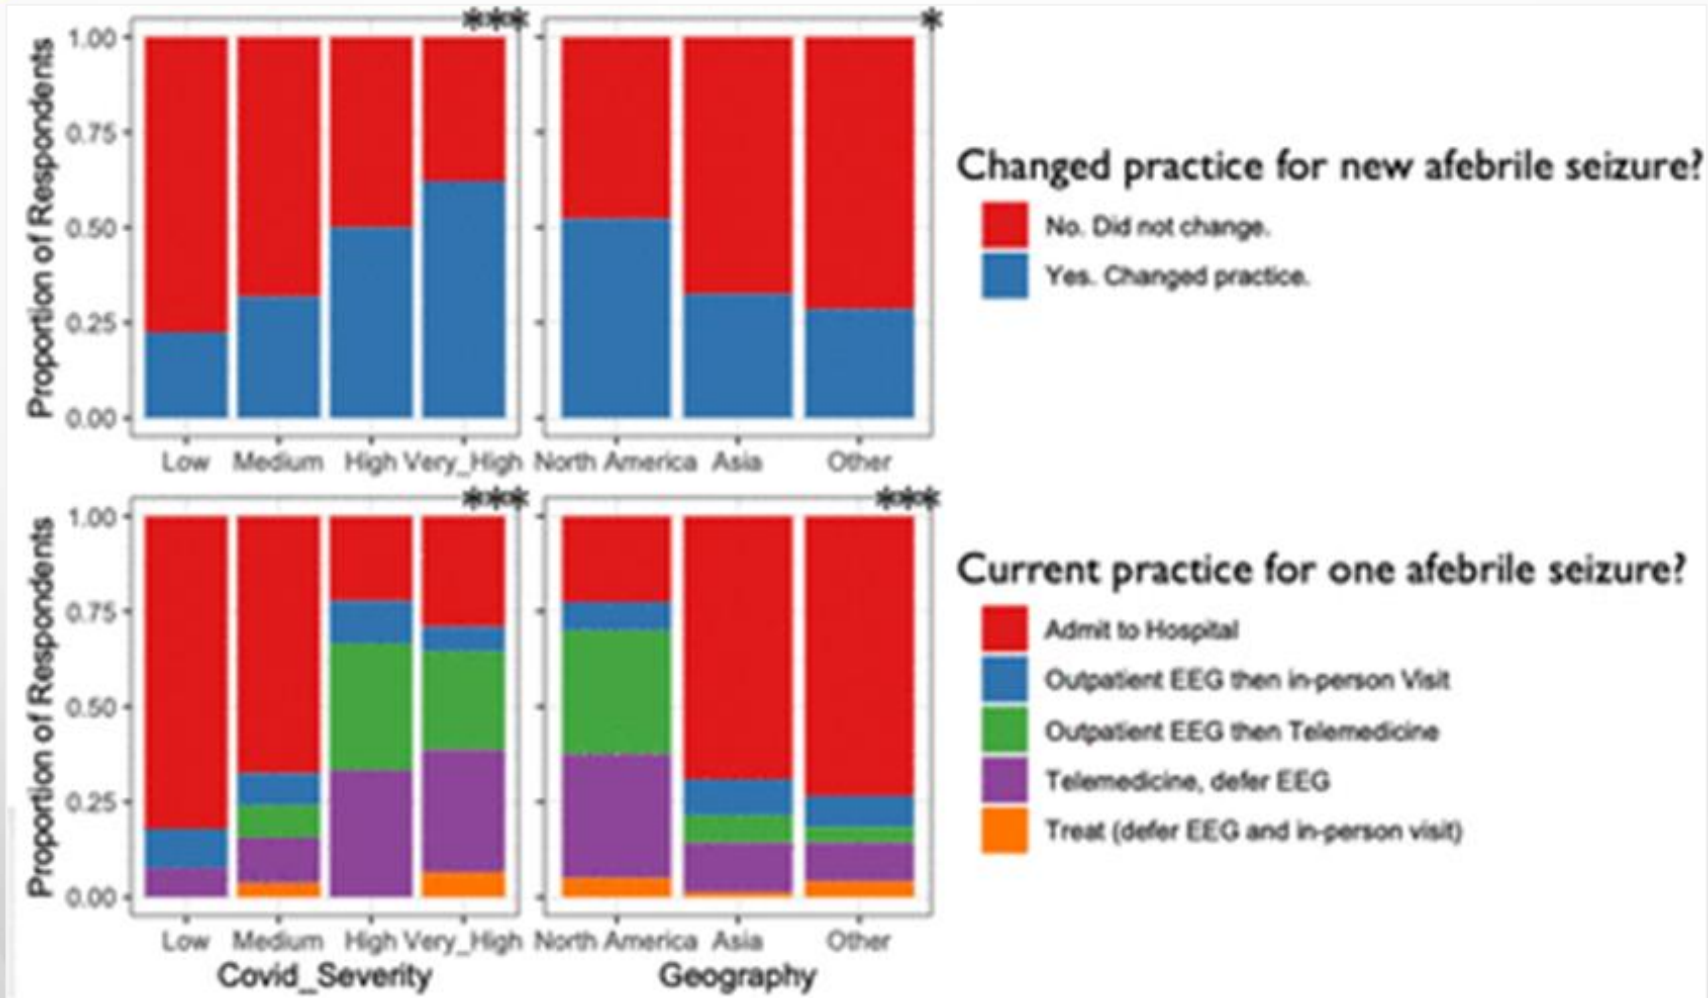 ***
*
1.00
0.75
0.50
0.25
0.00
Proportion of Respondents
Low Medium High Very_High North America Asia Other
Changed practice for new afebrile seizure?
No. Did not change.
Yes. Changed practice.
***
***
1.00
0.75
0.50
0.25
0.00
Proportion of Respondents
Low Medium High Very_High North America Asia Other
Covid_Severity Geography
Current practice for one afebrile seizure?
Admit to Hospital
Outpatient EEG then in-person Visit
Outpatient EEG then Telemedicine
Telemedicine, defer EEG
Treat (defer EEG and in-person visit)